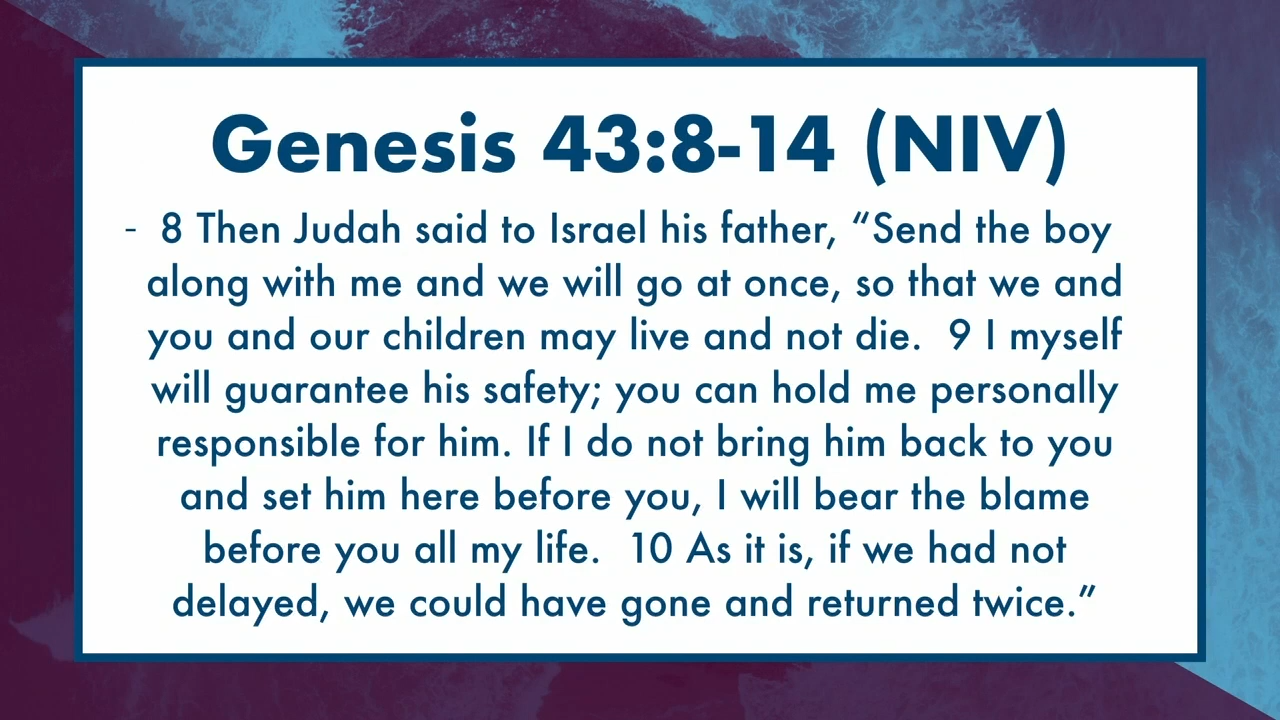 Genesis 43:8-14 (NIV)
- 8 Then Judah said to Israel his father, “Send the boy
along with me and we will go at once, so that we and
you and our children may live and not die.  9 I myself
will guarantee his safety; you can hold me personally
responsible for him. If I do not bring him back to you
and set him here before you, I will bear the blame
before you all my life.  10 As it is, if we had not
delayed, we could have gone and returned twice.”